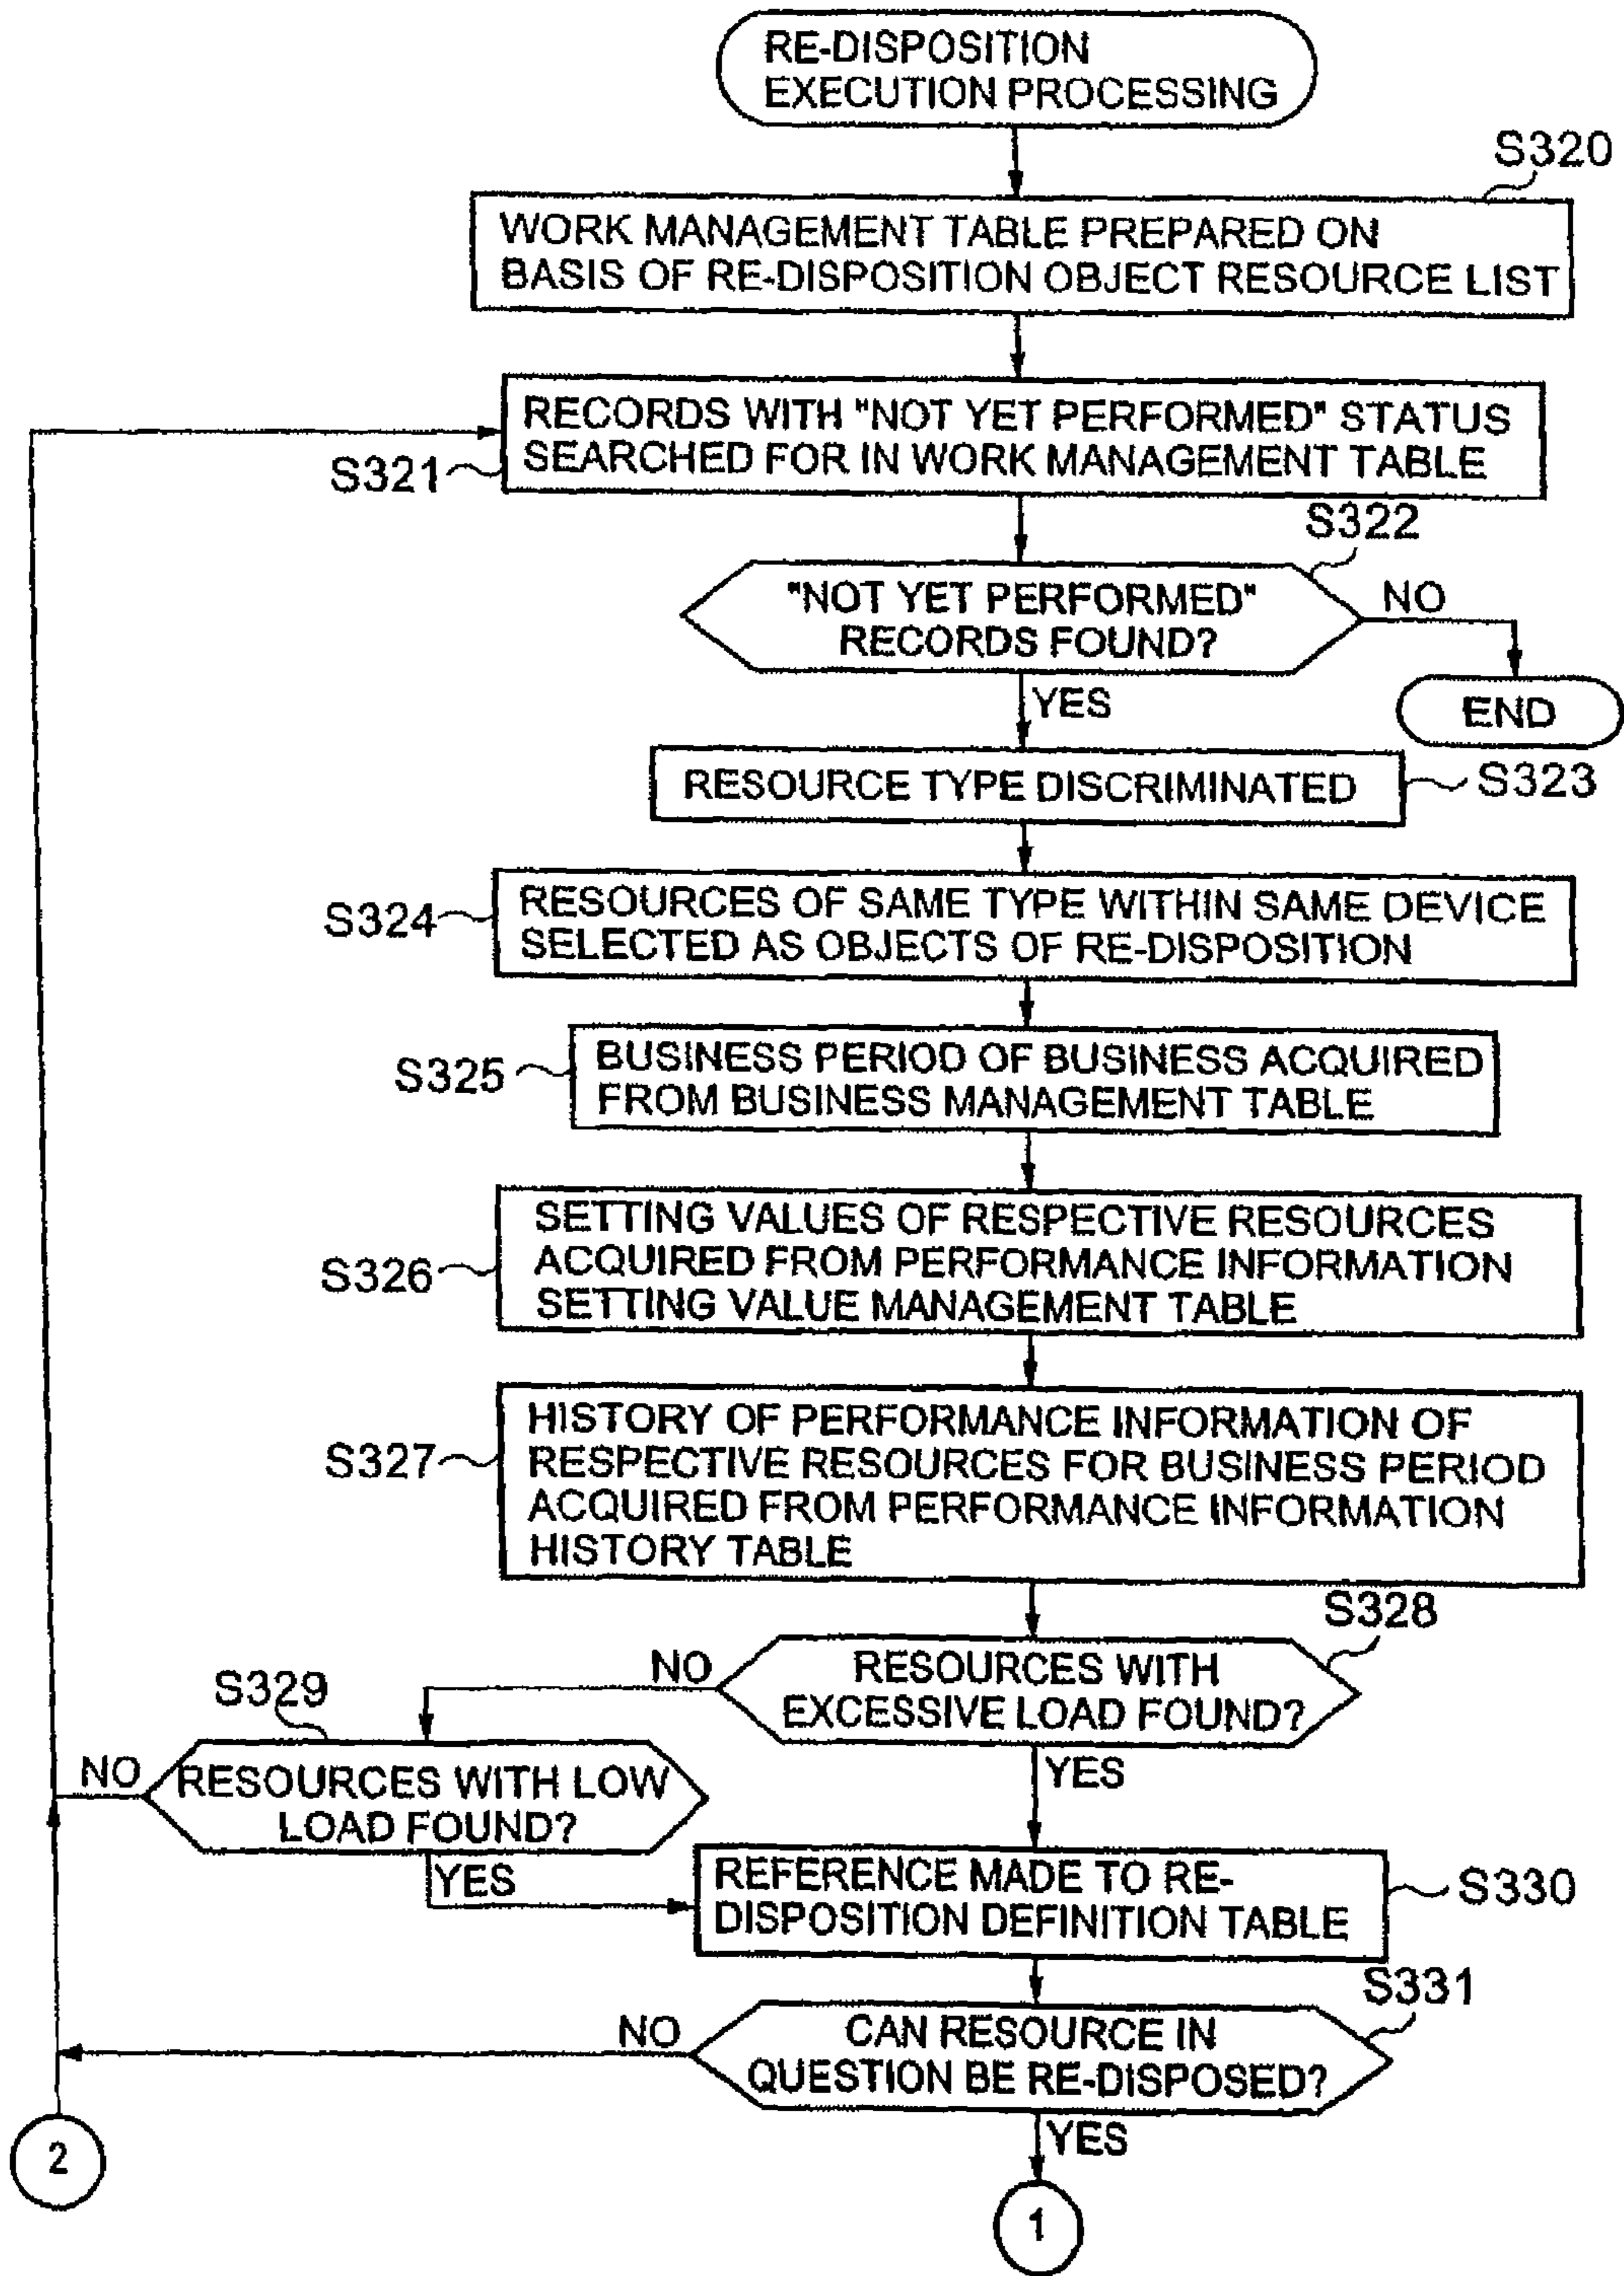 RE-DISPOSITION
EXECUTION PROCESSING
S320
WORK MANAGEMENT TABLE PREPARED ON
BASIS OF RE-DISPOSITION OBJECT RESOURCE LIST
RECORDS WITH "NOT YET PERFORMED" STATUS
SEARCHED FOR IN WORK MANAGEMENT TABLE
S321
S322
"NOT YET PERFORMED"
RECORDS FOUND?
NO
END
YES
RESOURCE TYPE DISCRIMINATED
S323
S324
RESOURCES OF SAME TYPE WITHIN SAME DEVICE
SELECTED AS OBJECTS OF RE-DISPOSITION
S325
BUSINESS PERIOD OF BUSINESS ACQUIRED
FROM BUSINESS MANAGEMENT TABLE
S326
SETTING VALUES OF RESPECTIVE RESOURCES
ACQUIRED FROM PERFORMANCE INFORMATION
SETTING VALUE MANAGEMENT TABLE
S327
HISTORY OF PERFORMANCE INFORMATION OF
RESPECTIVE RESOURCES FOR BUSINESS PERIOD
ACQUIRED FROM PERFORMANCE INFORMATION
HISTORY TABLE
S328
RESOURCES WITH
EXCESSIVE LOAD FOUND?
NO
YES
S329
RESOURCES WITH LOW
LOAD FOUND?
NO
YES
REFERENCE MADE TO RE-
DISPOSITION DEFINITION TABLE
S330
S331
CAN RESOURCE IN
QUESTION BE RE-DISPOSED?
NO
YES
2
1